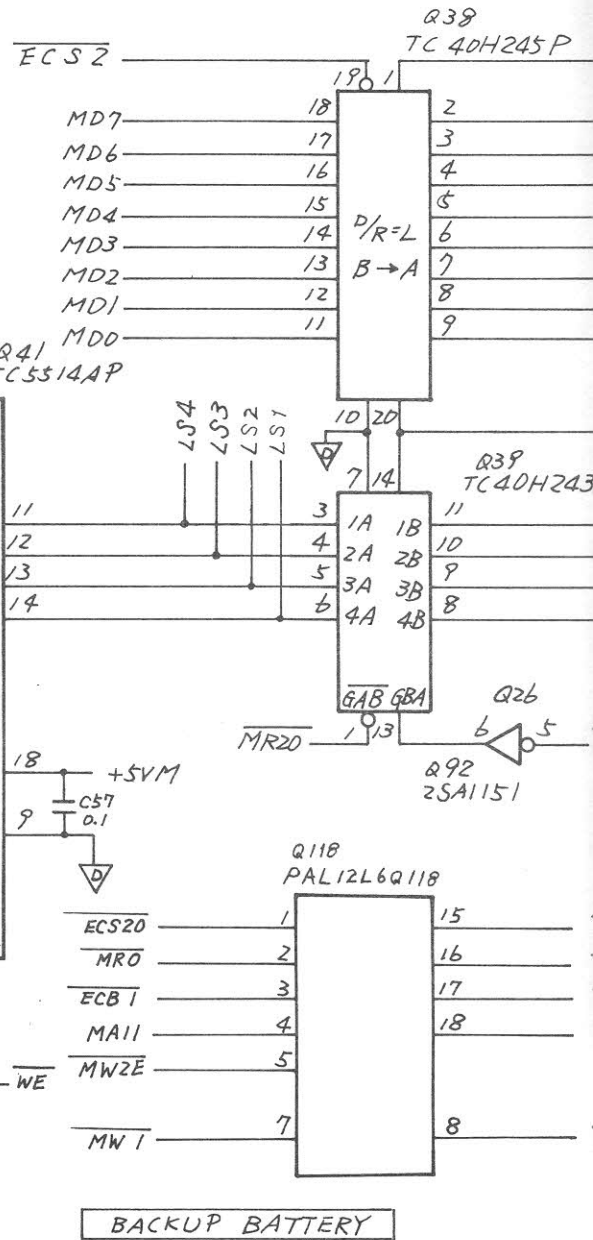 Q38
TC 40H245P
ECS2
19 1
MD7 18 2
MD6 17 3
MD5 16 4
MD4 15 5
MD3 14 6
MD2 13 7
MD1 12 8
MD0 11 9
D/R=L
B→A
Q41
TC5514AP
10 20
LS4 LS3 LS2 LS1
D
7 14
Q39
TC40H243
11 3 1A 1B 11
12 4 2A 2B 10
13 5 3A 3B 9
14 6 4A 4B 8
GAB GBA
MR20 1 13
Q26
6 5
Q92
2SA1151
18 +5VM
C57
0.1
9
D
Q118
PAL12L6Q118
ECS20 1 15
MR0 2 16
ECB1 3 17
MA11 4 18
WE MW2E 5
MW1 7 8
BACKUP BATTERY